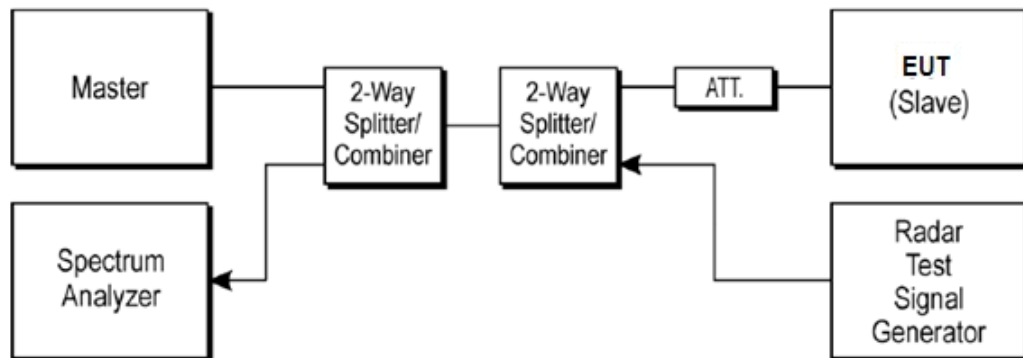 Master
2-Way
Splitter/
Combiner
2-Way
Splitter/
Combiner
ATT.
EUT
(Slave)
Spectrum
Analyzer
Radar
Test
Signal
Generator